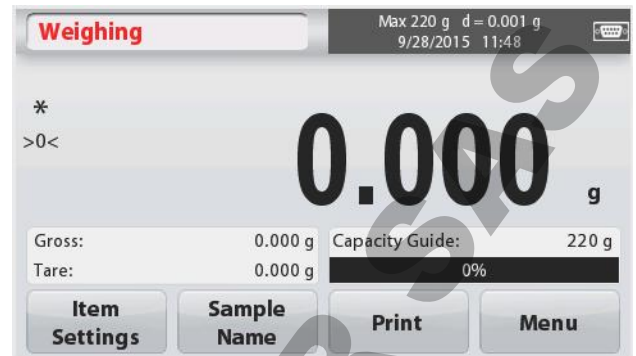 Weighing
Max 220 g d = 0.001 g
9/28/2015 11:48
*
>0<
0.000 g
Gross: 0.000 g
Tare: 0.000 g
Capacity Guide: 220 g
0%
Item Settings
Sample Name
Print
Menu